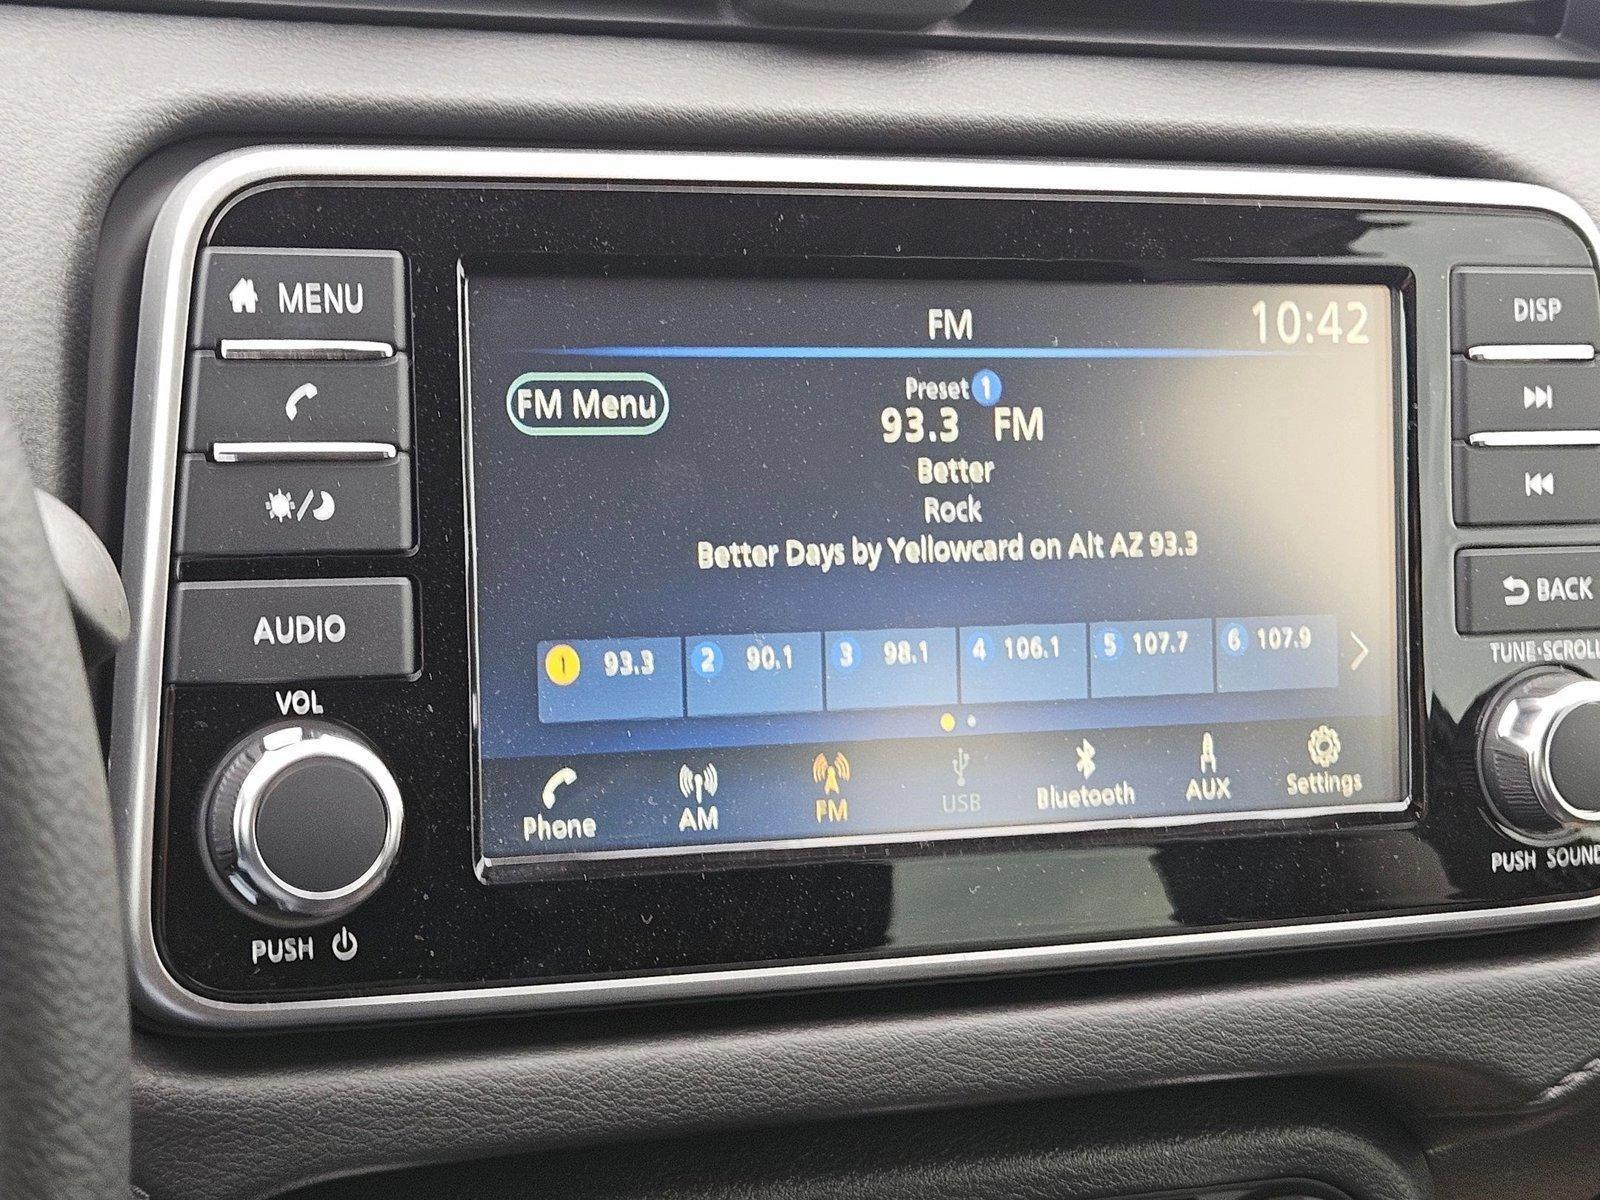 MENU
AUDIO
VOL
PUSH
FM
10:42
FM Menu
Preset 1
93.3 FM
Better
Rock
Better Days by Yellowcard on Alt AZ 93.3
1 93.3 2 90.1 3 98.1 4 106.1 5 107.7 6 107.9
Phone AM FM USB Bluetooth AUX Settings
DISP
BACK
TUNE·SCROLL
PUSH SOUND